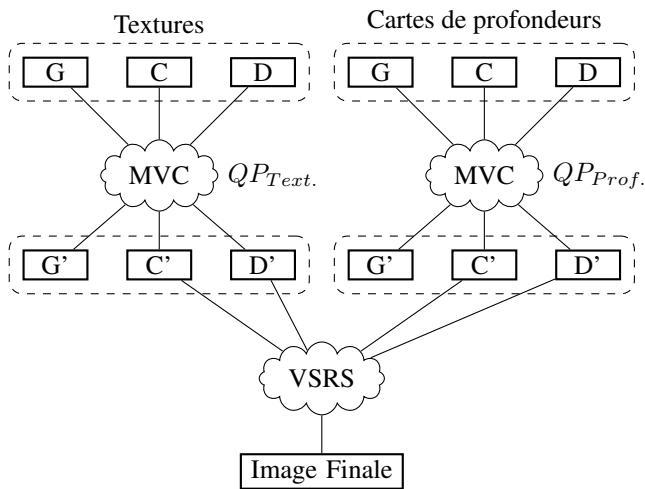 Textures Cartes de profondeurs
G C D G C D
MVC QP_{Text.} MVC QP_{Prof.}
G' C' D' G' C' D'
VSRS
Image Finale